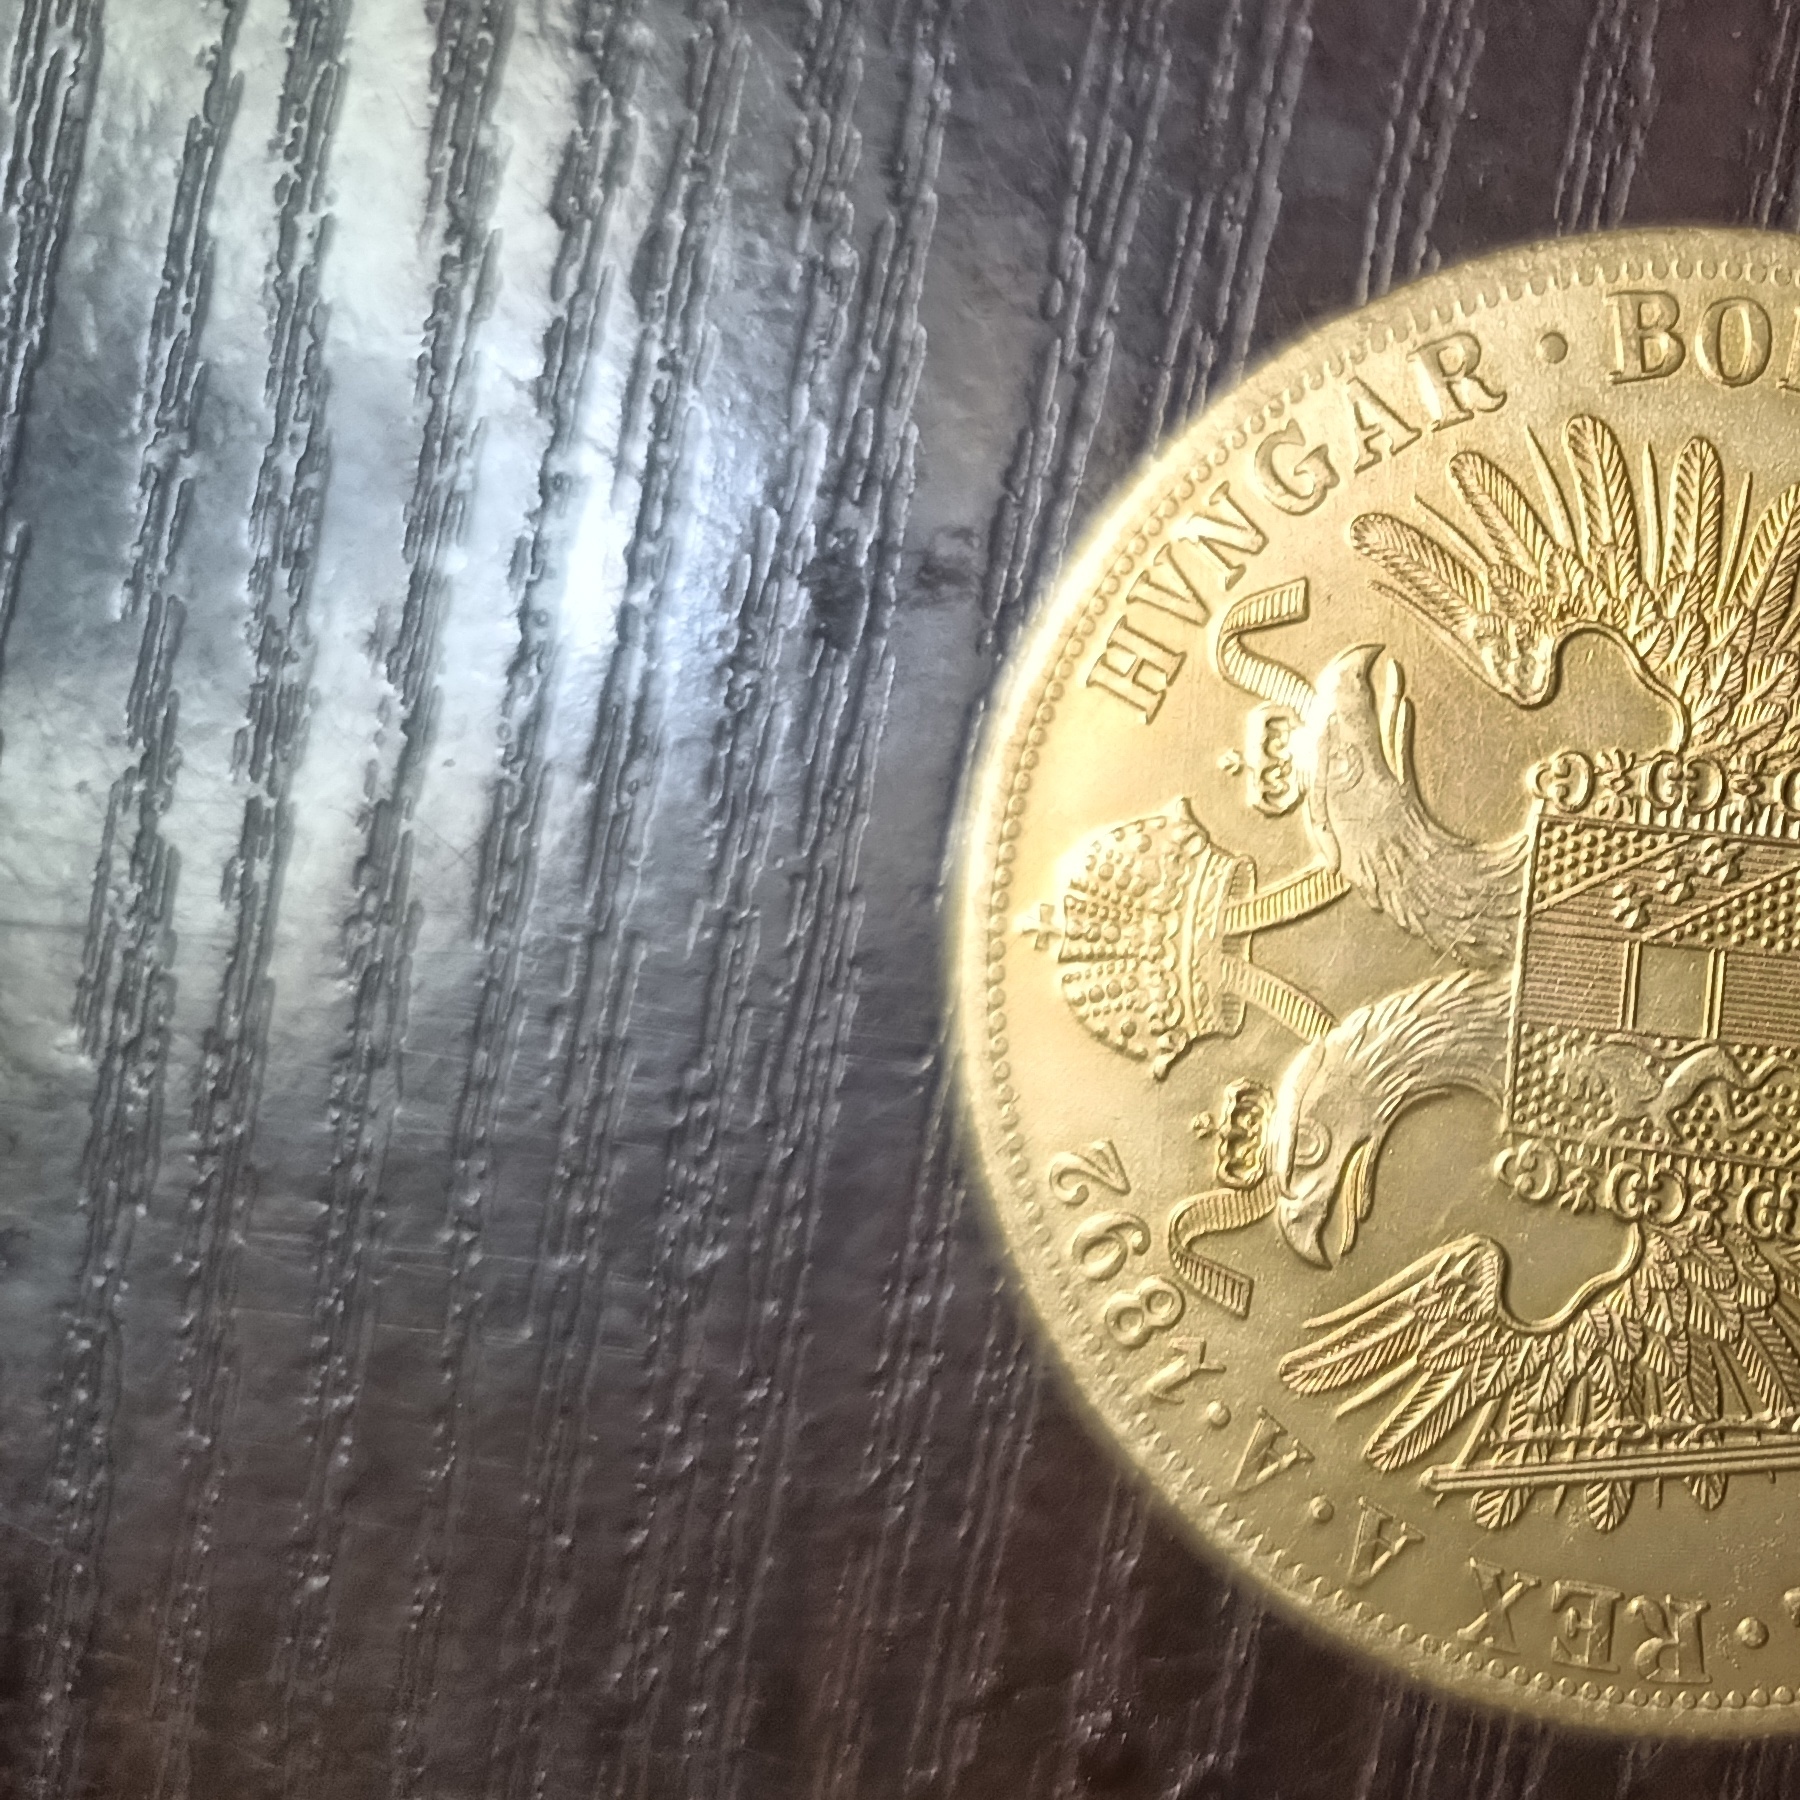 HVNGAR · BO
· REX · A · A · 1892